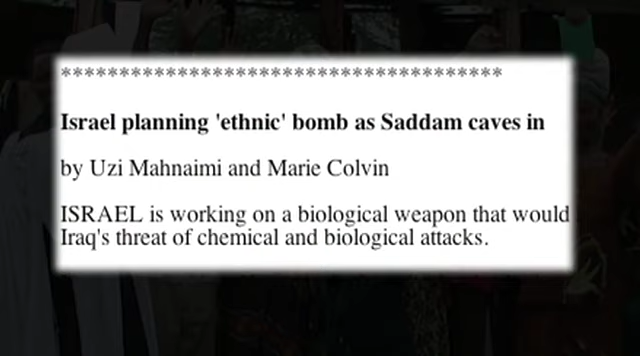 ***************************************
Israel planning 'ethnic' bomb as Saddam caves in
by Uzi Mahnaimi and Marie Colvin
ISRAEL is working on a biological weapon that would
Iraq's threat of chemical and biological attacks.